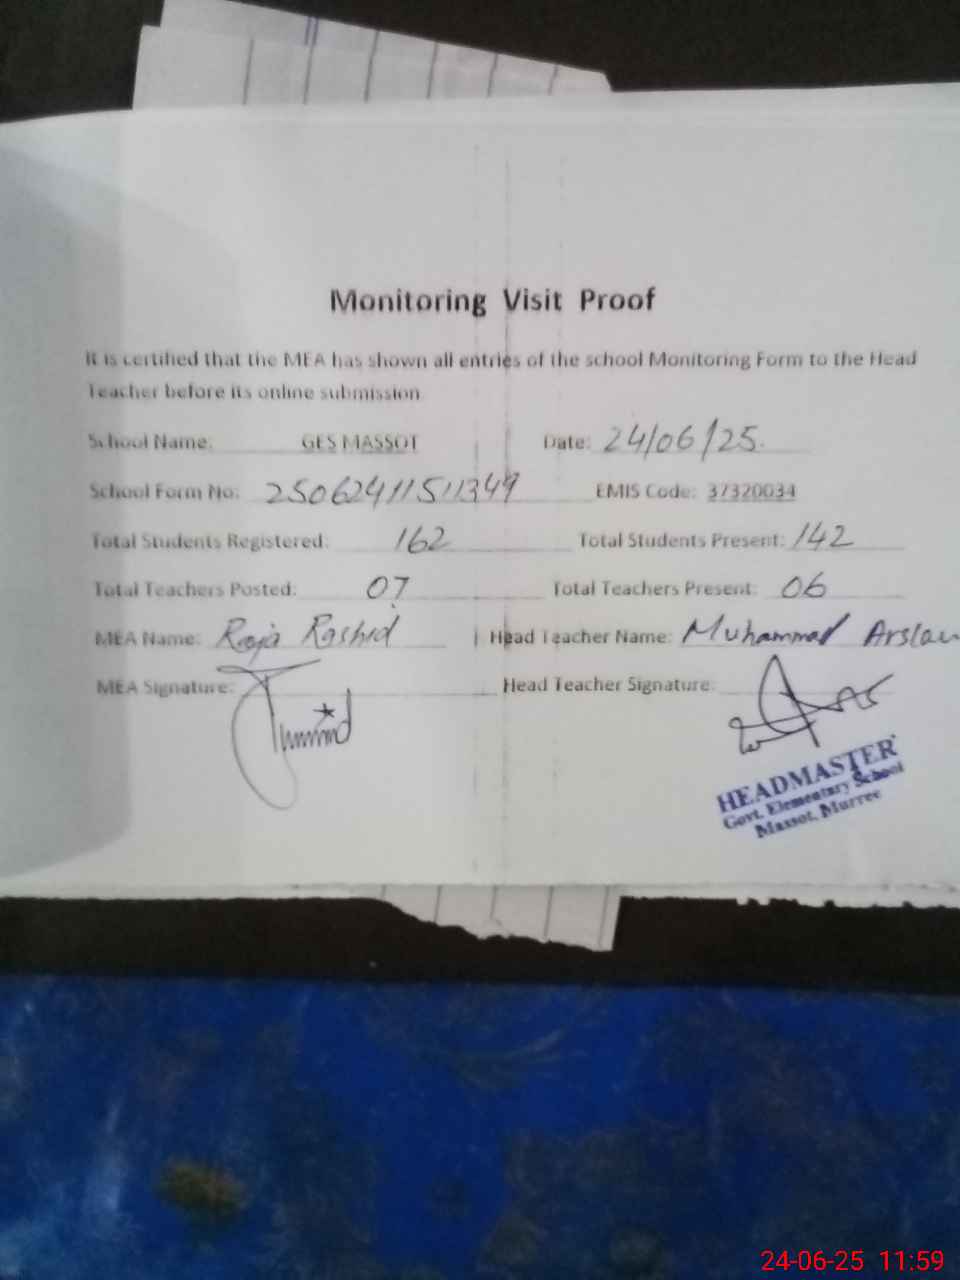 Monitoring Visit Proof
It is certified that the MEA has shown all entries of the school Monitoring Form to the Head
Teacher before its online submission.
School Name: GES MASSOT Date: 24/06/25.
School Form No: 25062411511349 EMIS Code: 37320034
Total Students Registered: 162 Total Students Present: 142
Total Teachers Posted: 07 Total Teachers Present: 06
MEA Name: Raja Rashid Head Teacher Name: Muhammad Arslan
MEA Signature: Head Teacher Signature:
HEADMASTER
Govt. Elementary School
Massot, Murree
24-06-25 11:59